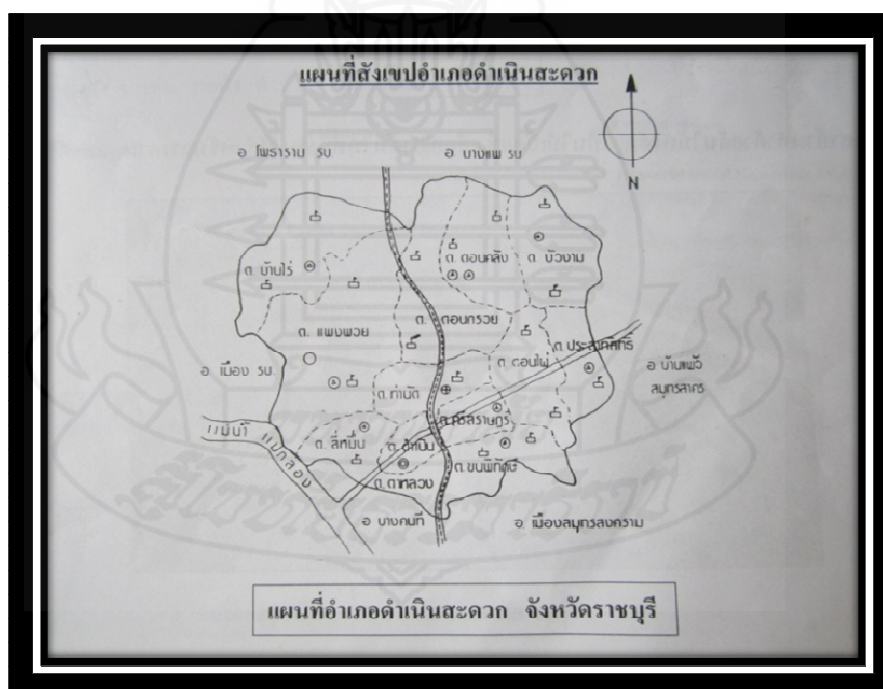 แผนที่สังเขปอำเภอดำเนินสะดวก
N
อ โพธาราม รบ
อ บางแพ รบ
ต. บ้านไร่
ต. ดอนคลัง
ต. บัวงาม
ต. แพงพวย
ต. ดอนกรวย
ต. ดอนไผ่
ต. ประสาทสิทธิ์
อ เมือง รบ.
อ บ้านแพ้ว
สมุทรสาคร
ต.ท่านัด
ต.ศรีสุราษฎร์
แม่น้ำ
แม่กลอง
ต. สี่หมื่น
ต.ขุนพิทักษ์
ต. ตาหลวง
อ บางคนที
อ. เมืองสมุทรสงคราม
แผนที่อำเภอดำเนินสะดวก จังหวัดราชบุรี